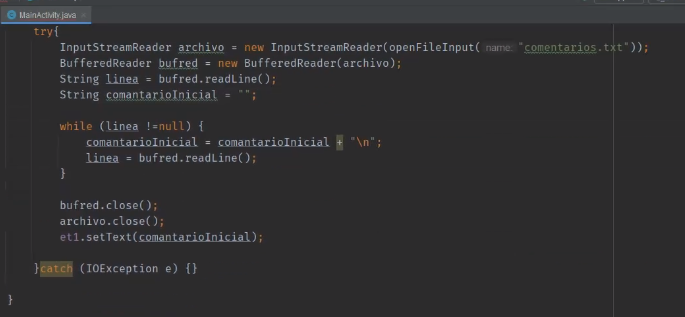 MainActivity.java
try{
InputStreamReader archivo = new InputStreamReader(openFileInput( name: "comentarios.txt"));
BufferedReader bufred = new BufferedReader(archivo);
String linea = bufred.readLine();
String comantarioInicial = "";
while (linea !=null) {
comantarioInicial = comantarioInicial + "\n";
linea = bufred.readLine();
}
bufred.close();
archivo.close();
et1.setText(comantarioInicial);
}catch (IOException e) {}
}